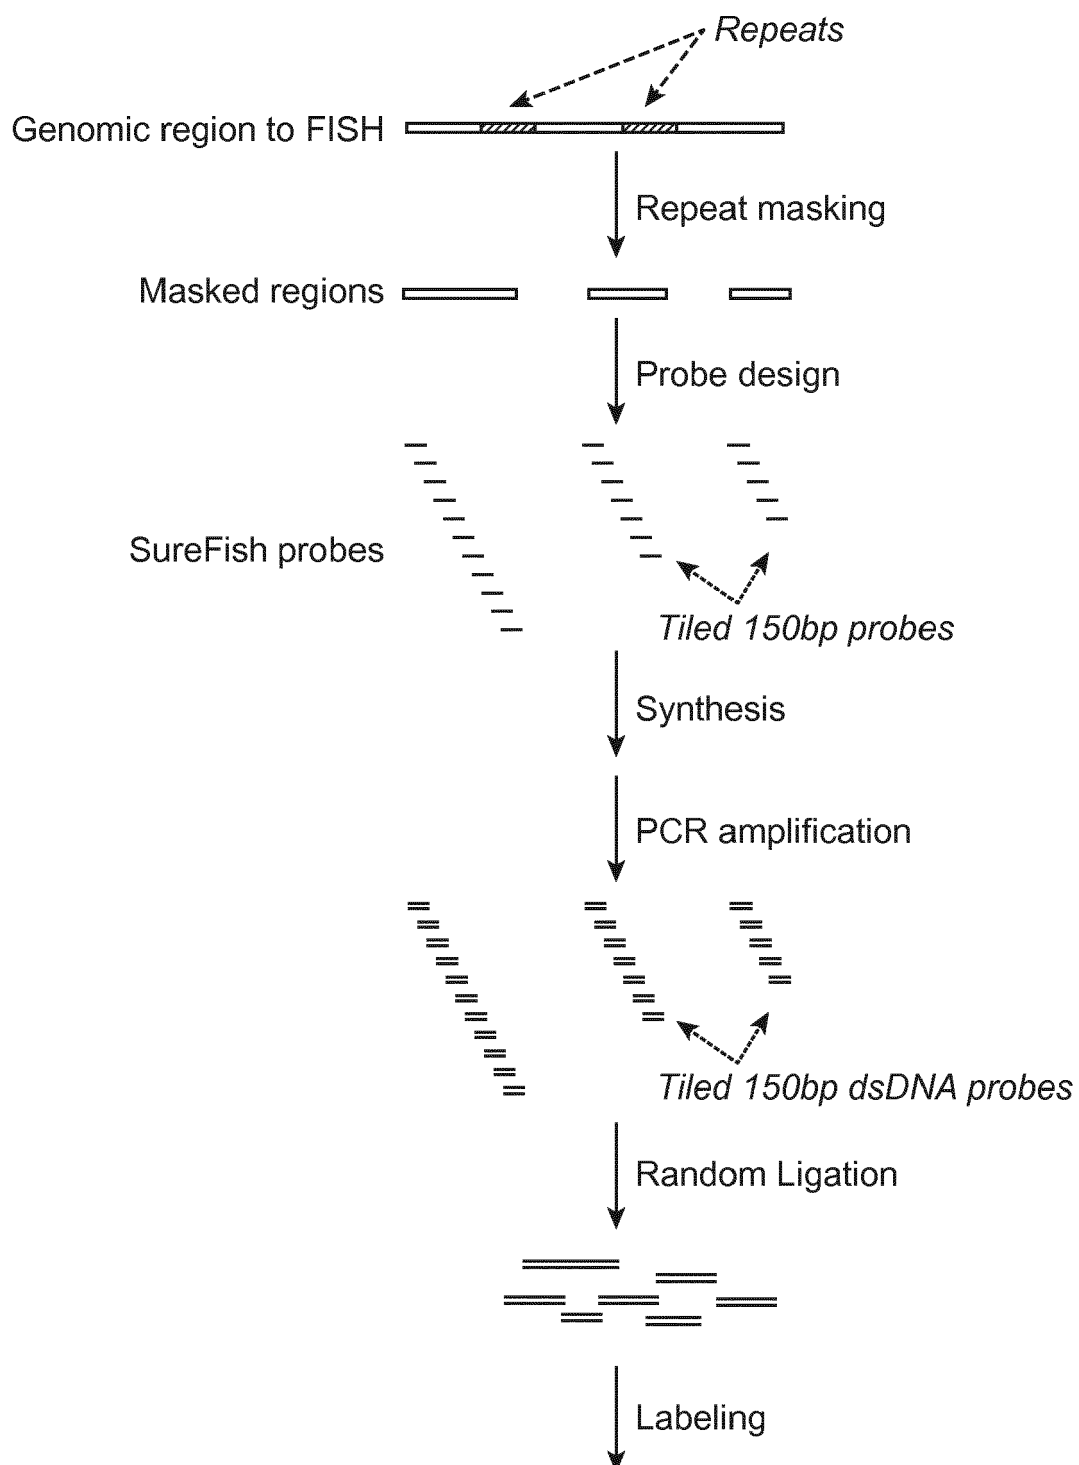 Repeats
Genomic region to FISH
Repeat masking
Masked regions
Probe design
SureFish probes
Tiled 150bp probes
Synthesis
PCR amplification
Tiled 150bp dsDNA probes
Random Ligation
Labeling